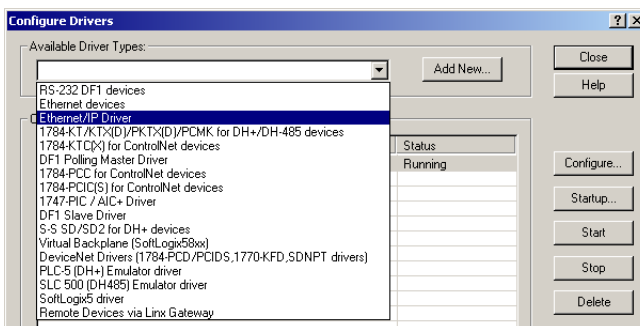 Configure Drivers
Available Driver Types:
Add New...
Close
Help
RS-232 DF1 devices
Ethernet devices
Ethernet/IP Driver
1784-KT/KTX(D)/PKTX(D)/PCMK for DH+/DH-485 devices
1784-KTC(X) for ControlNet devices
DF1 Polling Master Driver
1784-PCC for ControlNet devices
1784-PCIC(S) for ControlNet devices
1747-PIC / AIC+ Driver
DF1 Slave Driver
S-S SD/SD2 for DH+ devices
Virtual Backplane (SoftLogix58xx)
DeviceNet Drivers (1784-PCD/PCIDS,1770-KFD,SDNPT drivers)
PLC-5 (DH+) Emulator driver
SLC 500 (DH485) Emulator driver
SoftLogix5 driver
Remote Devices via Linx Gateway
Status
Running
Configure...
Startup...
Start
Stop
Delete